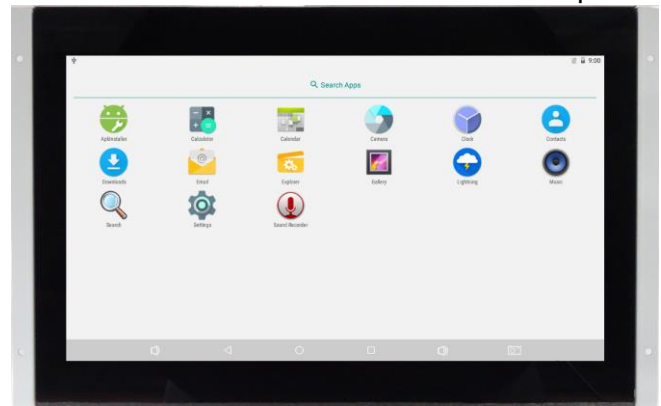 9:00
Search Apps
ApkInstaller Calculator Calendar Camera Clock Contacts
Downloads Email Explorer Gallery Lightning Music
Search Settings Sound Recorder